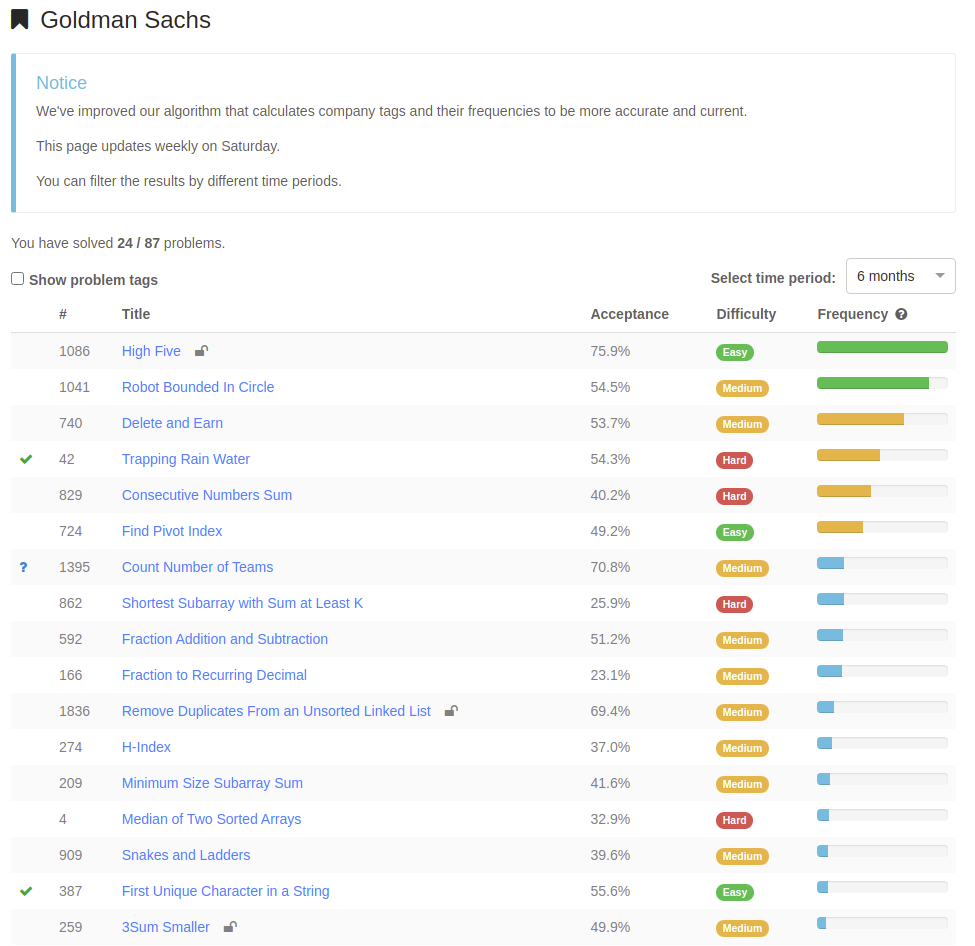 Goldman Sachs
Notice
We've improved our algorithm that calculates company tags and their frequencies to be more accurate and current.
This page updates weekly on Saturday.
You can filter the results by different time periods.
You have solved 24 / 87 problems.
Show problem tags Select time period: 6 months
# Title Acceptance Difficulty Frequency ?
1086 High Five 75.9% Easy
1041 Robot Bounded In Circle 54.5% Medium
740 Delete and Earn 53.7% Medium
42 Trapping Rain Water 54.3% Hard
829 Consecutive Numbers Sum 40.2% Hard
724 Find Pivot Index 49.2% Easy
? 1395 Count Number of Teams 70.8% Medium
862 Shortest Subarray with Sum at Least K 25.9% Hard
592 Fraction Addition and Subtraction 51.2% Medium
166 Fraction to Recurring Decimal 23.1% Medium
1836 Remove Duplicates From an Unsorted Linked List 69.4% Medium
274 H-Index 37.0% Medium
209 Minimum Size Subarray Sum 41.6% Medium
4 Median of Two Sorted Arrays 32.9% Hard
909 Snakes and Ladders 39.6% Medium
387 First Unique Character in a String 55.6% Easy
259 3Sum Smaller 49.9% Medium